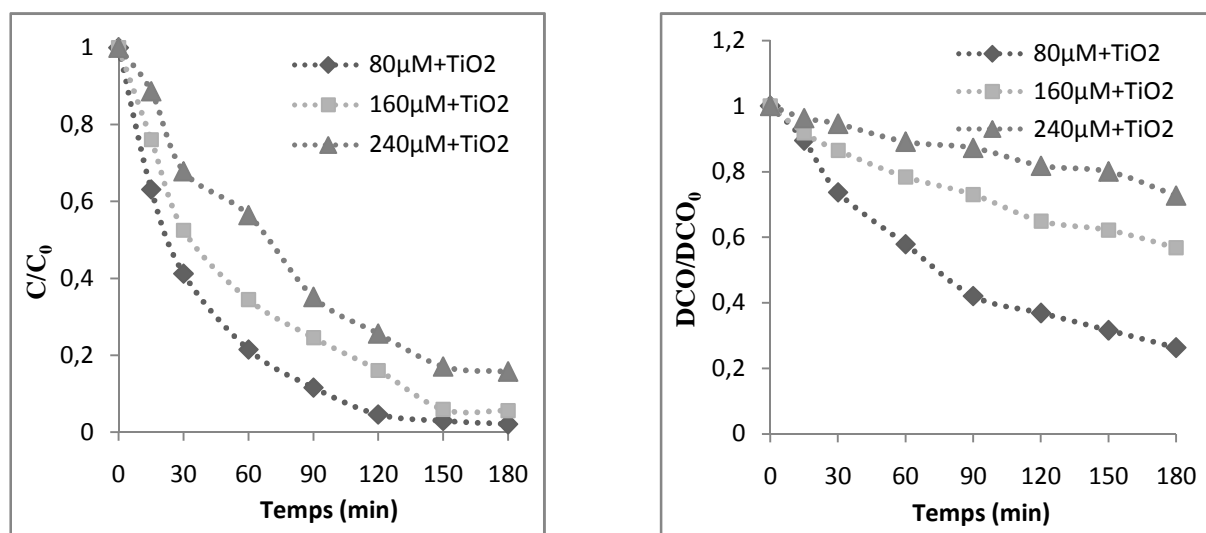 1
0,8
0,6
0,4
0,2
0
C/C0
0 30 60 90 120 150 180
Temps (min)
80µM+TiO2
160µM+TiO2
240µM+TiO2
1,2
1
0,8
0,6
0,4
0,2
0
DCO/DCO0
0 30 60 90 120 150 180
Temps (min)
80µM+TiO2
160µM+TiO2
240µM+TiO2